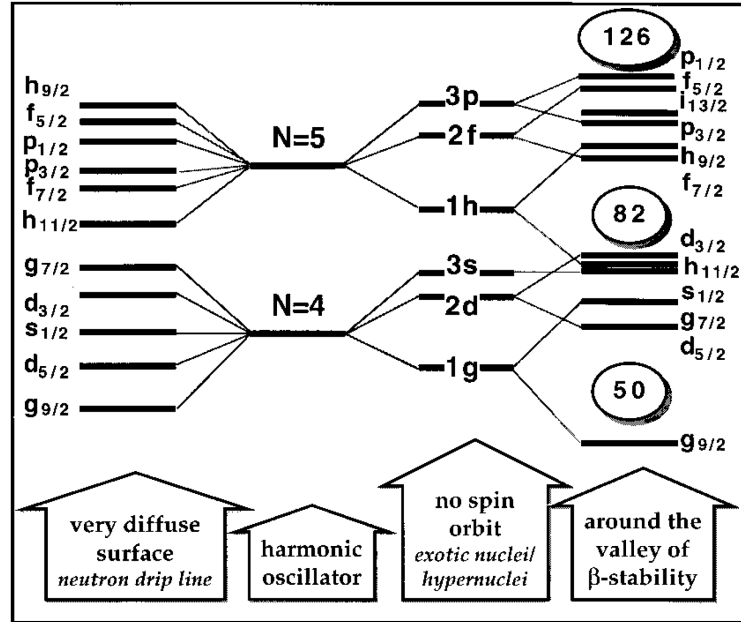 126
h9/2
f5/2
p1/2
p3/2
f7/2
h11/2
g7/2
d3/2
s1/2
d5/2
g9/2
N=5
N=4
3p
2f
1h
3s
2d
1g
p1/2
f5/2
i13/2
p3/2
h9/2
f7/2
82
d3/2
h11/2
s1/2
g7/2
d5/2
50
g9/2
very diffuse
surface
neutron drip line
harmonic
oscillator
no spin
orbit
exotic nuclei/
hypernuclei
around the
valley of
β-stability